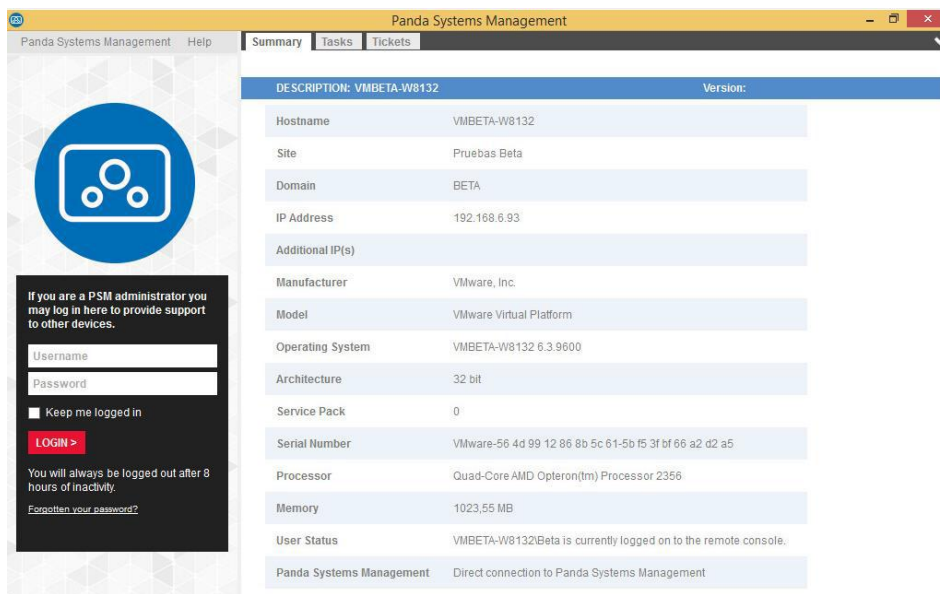 Panda Systems Management
Panda Systems Management Help
Summary Tasks Tickets
DESCRIPTION: VMBETA-W8132 Version:
Hostname VMBETA-W8132
Site Pruebas Beta
Domain BETA
IP Address 192.168.6.93
Additional IP(s)
Manufacturer VMware, Inc.
Model VMware Virtual Platform
Operating System VMBETA-W8132 6.3.9600
Architecture 32 bit
Service Pack 0
Serial Number VMware-56 4d 99 12 86 8b 5c 61-5b f5 3f bf 66 a2 d2 a5
Processor Quad-Core AMD Opteron(tm) Processor 2356
Memory 1023,55 MB
User Status VMBETA-W8132\Beta is currently logged on to the remote console.
Panda Systems Management Direct connection to Panda Systems Management
If you are a PSM administrator you
may log in here to provide support
to other devices.
Username
Password
Keep me logged in
LOGIN >
You will always be logged out after 8
hours of inactivity.
Forgotten your password?